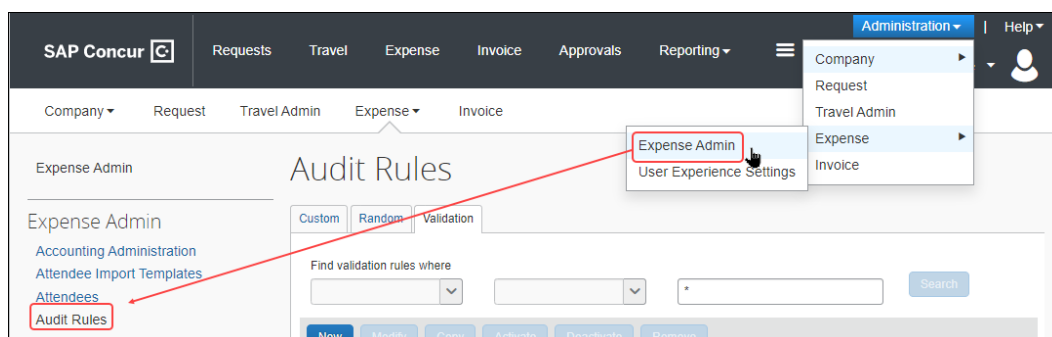 Administration | Help
SAP Concur C. Requests Travel Expense Invoice Approvals Reporting
Company
Request
Travel Admin
Expense
Invoice
Expense Admin
User Experience Settings
Company Request Travel Admin Expense Invoice
Expense Admin
Expense Admin
Accounting Administration
Attendee Import Templates
Attendees
Audit Rules
Audit Rules
Custom Random Validation
Find validation rules where
* Search
New Modify Copy Activate Deactivate Remove